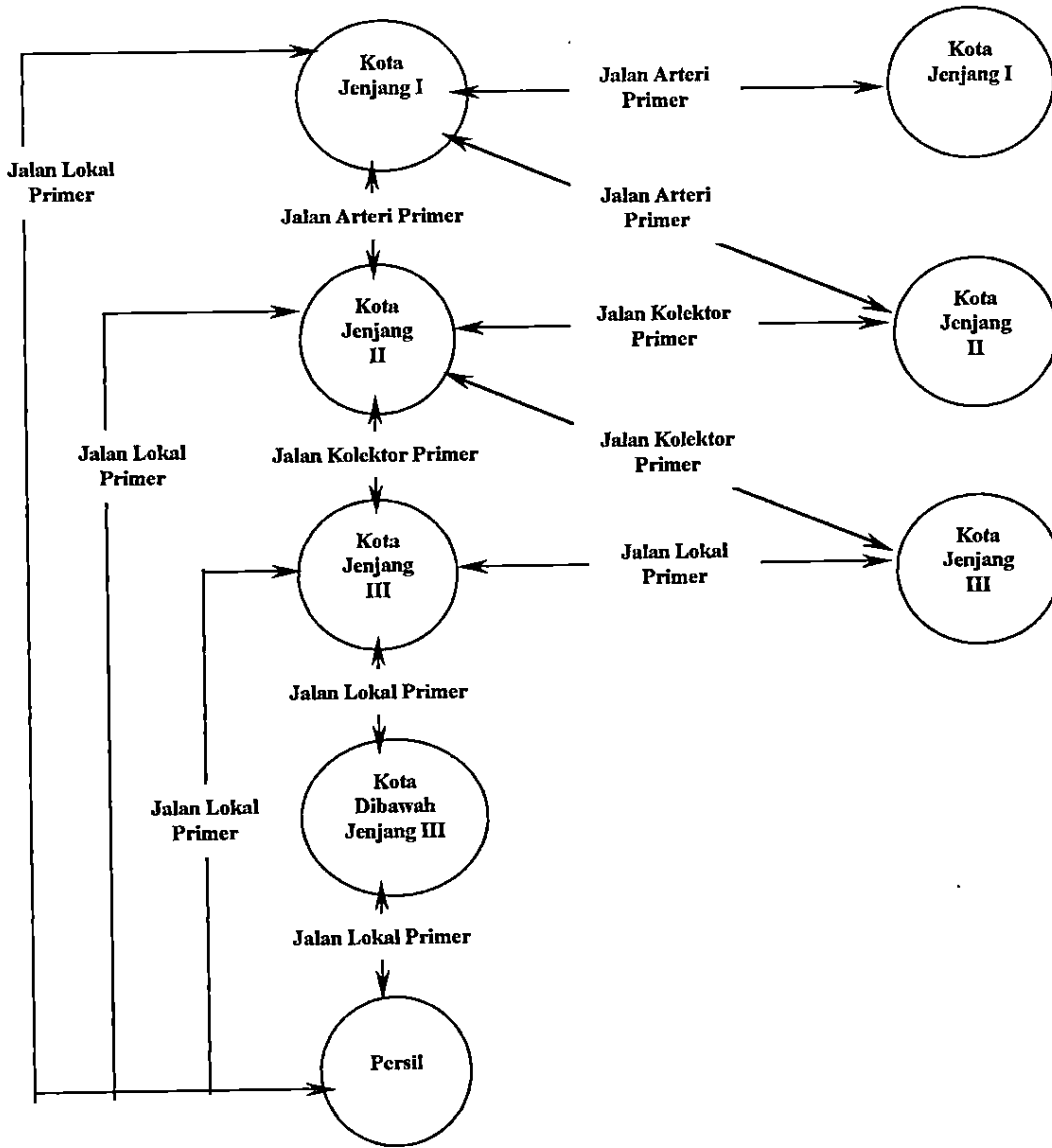 Kota
Jenjang I
Jalan Arteri
Primer
Kota
Jenjang I
Jalan Lokal
Primer
Jalan Arteri Primer
Jalan Arteri
Primer
Kota
Jenjang
II
Jalan Kolektor
Primer
Kota
Jenjang
II
Jalan Lokal
Primer
Jalan Kolektor Primer
Jalan Kolektor
Primer
Kota
Jenjang
III
Jalan Lokal
Primer
Kota
Jenjang
III
Jalan Lokal Primer
Jalan Lokal
Primer
Kota
Dibawah
Jenjang III
Jalan Lokal Primer
Persil